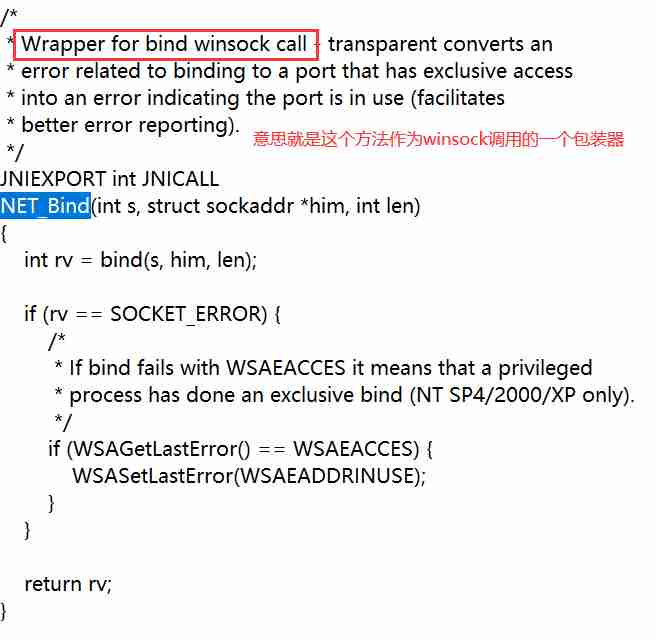 /*
* Wrapper for bind winsock call - transparent converts an
* error related to binding to a port that has exclusive access
* into an error indicating the port is in use (facilitates
* better error reporting).
意思就是这个方法作为winsock调用的一个包装器
*/
JNIEXPORT int JNICALL
NET_Bind(int s, struct sockaddr *him, int len)
{
int rv = bind(s, him, len);
if (rv == SOCKET_ERROR) {
/*
* If bind fails with WSAEACCES it means that a privileged
* process has done an exclusive bind (NT SP4/2000/XP only).
*/
if (WSAGetLastError() == WSAEACCES) {
WSASetLastError(WSAEADDRINUSE);
}
}
return rv;
}